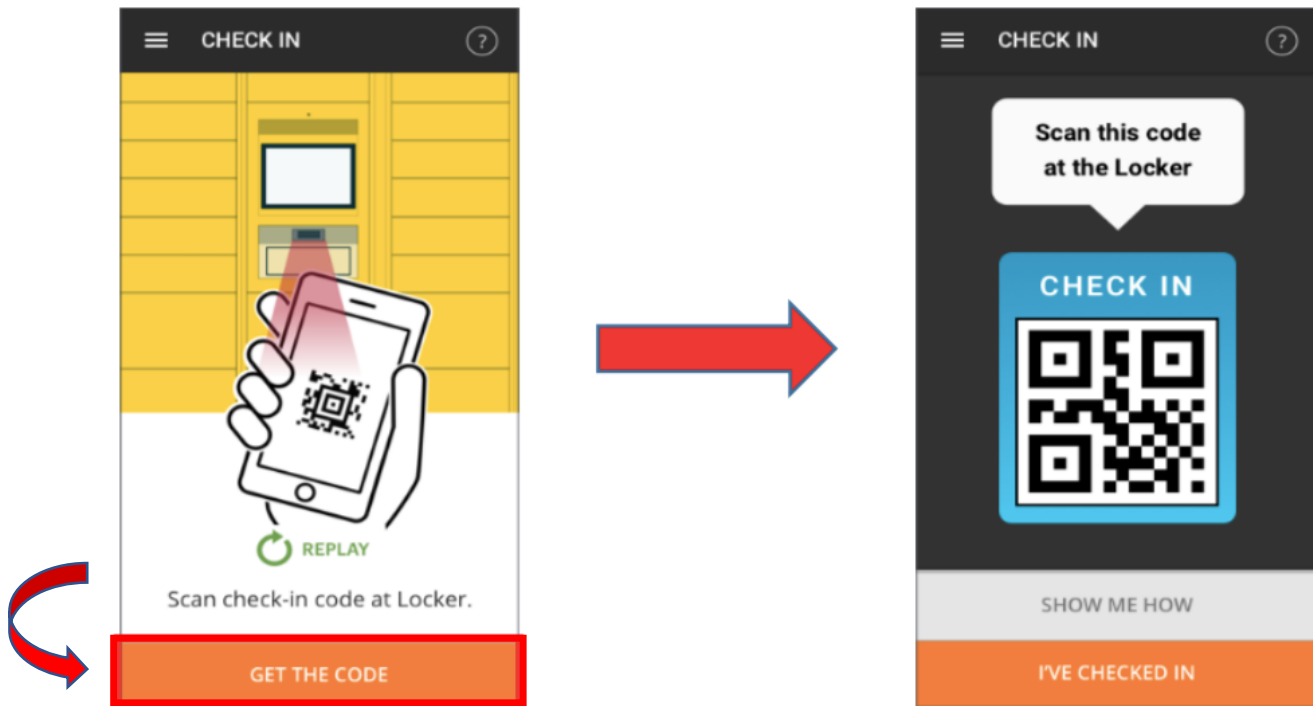 CHECK IN
?
REPLAY
Scan check-in code at Locker.
GET THE CODE
CHECK IN
?
Scan this code
at the Locker
CHECK IN
SHOW ME HOW
I'VE CHECKED IN